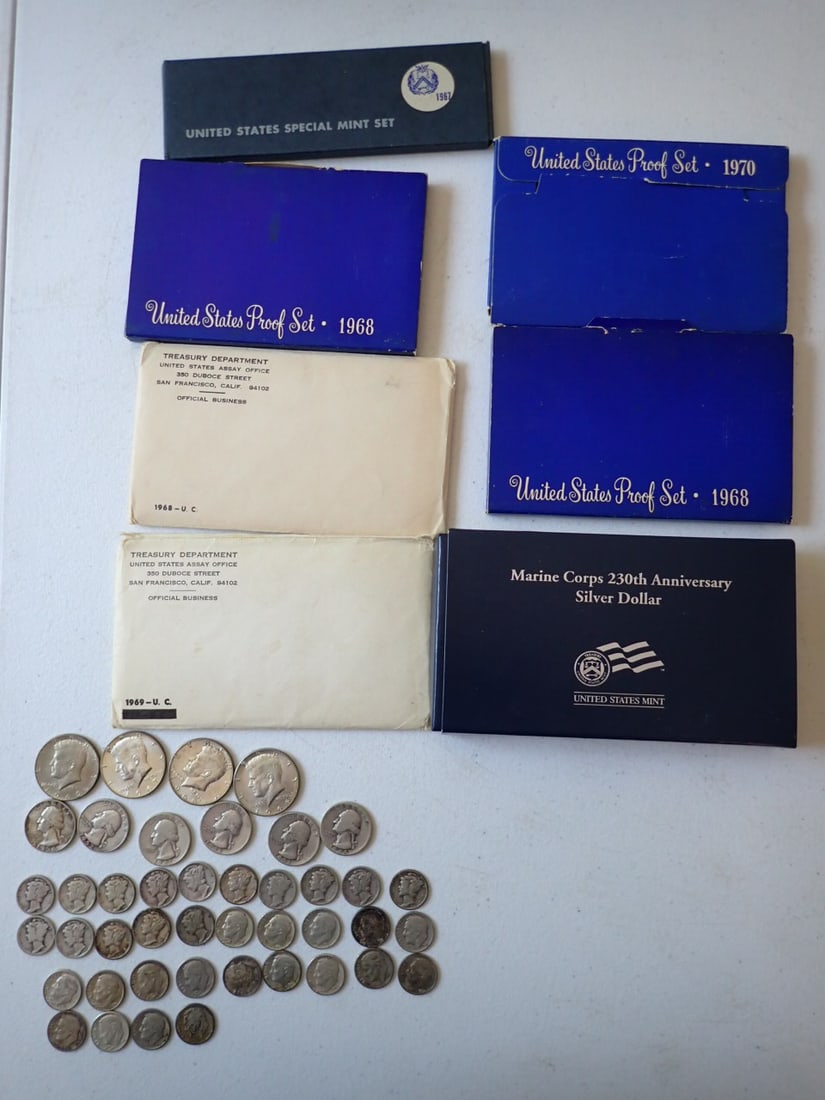 1967
UNITED STATES SPECIAL MINT SET
United States Proof Set • 1970
United States Proof Set • 1968
TREASURY DEPARTMENT
UNITED STATES ASSAY OFFICE
350 DUBOCE STREET
SAN FRANCISCO, CALIF. 94102
OFFICIAL BUSINESS
1968-U. C.
United States Proof Set • 1968
TREASURY DEPARTMENT
UNITED STATES ASSAY OFFICE
350 DUBOCE STREET
SAN FRANCISCO, CALIF. 94102
OFFICIAL BUSINESS
1969-U. C.
Marine Corps 230th Anniversary
Silver Dollar
UNITED STATES MINT